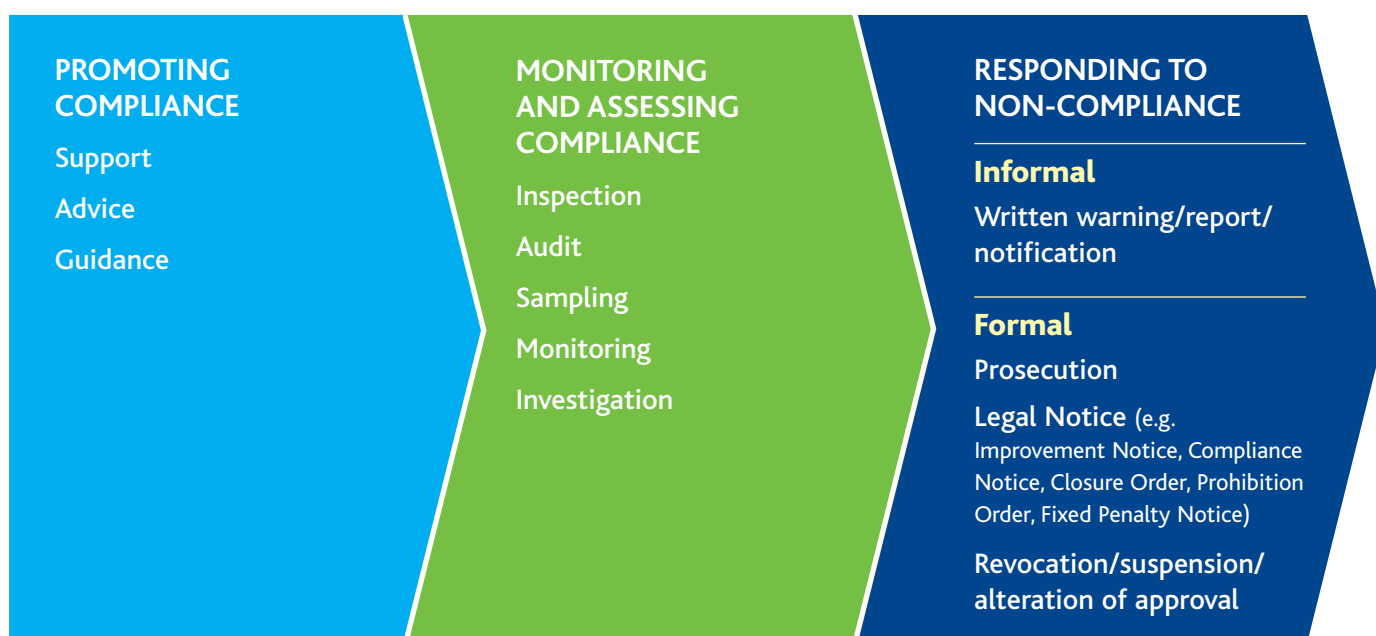 PROMOTING
COMPLIANCE
Support
Advice
Guidance
MONITORING
AND ASSESSING
COMPLIANCE
Inspection
Audit
Sampling
Monitoring
Investigation
RESPONDING TO
NON-COMPLIANCE
Informal
Written warning/report/
notification
Formal
Prosecution
Legal Notice (e.g.
Improvement Notice, Compliance
Notice, Closure Order, Prohibition
Order, Fixed Penalty Notice)
Revocation/suspension/
alteration of approval